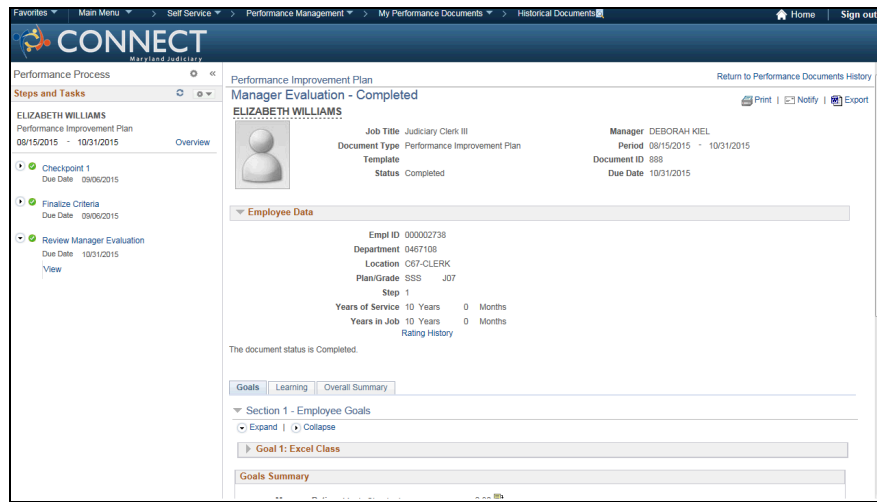 Favorites Main Menu > Self Service > Performance Management > My Performance Documents > Historical Documents Home Sign out
CONNECT
Maryland Judiciary
Performance Process «
Steps and Tasks
ELIZABETH WILLIAMS
Performance Improvement Plan
08/15/2015 - 10/31/2015 Overview
Checkpoint 1
Due Date 09/06/2015
Finalize Criteria
Due Date 09/06/2015
Review Manager Evaluation
Due Date 10/31/2015
View
Performance Improvement Plan Return to Performance Documents History
Manager Evaluation - Completed
Print | Notify | Export
ELIZABETH WILLIAMS
Job Title Judiciary Clerk III Manager DEBORAH KIEL
Document Type Performance Improvement Plan Period 08/15/2015 - 10/31/2015
Template Document ID 888
Status Completed Due Date 10/31/2015
Employee Data
Empl ID 000002738
Department 0467108
Location C67-CLERK
Plan/Grade SSS J07
Step 1
Years of Service 10 Years 0 Months
Years in Job 10 Years 0 Months
Rating History
The document status is Completed.
Goals Learning Overall Summary
Section 1 - Employee Goals
Expand | Collapse
Goal 1: Excel Class
Goals Summary